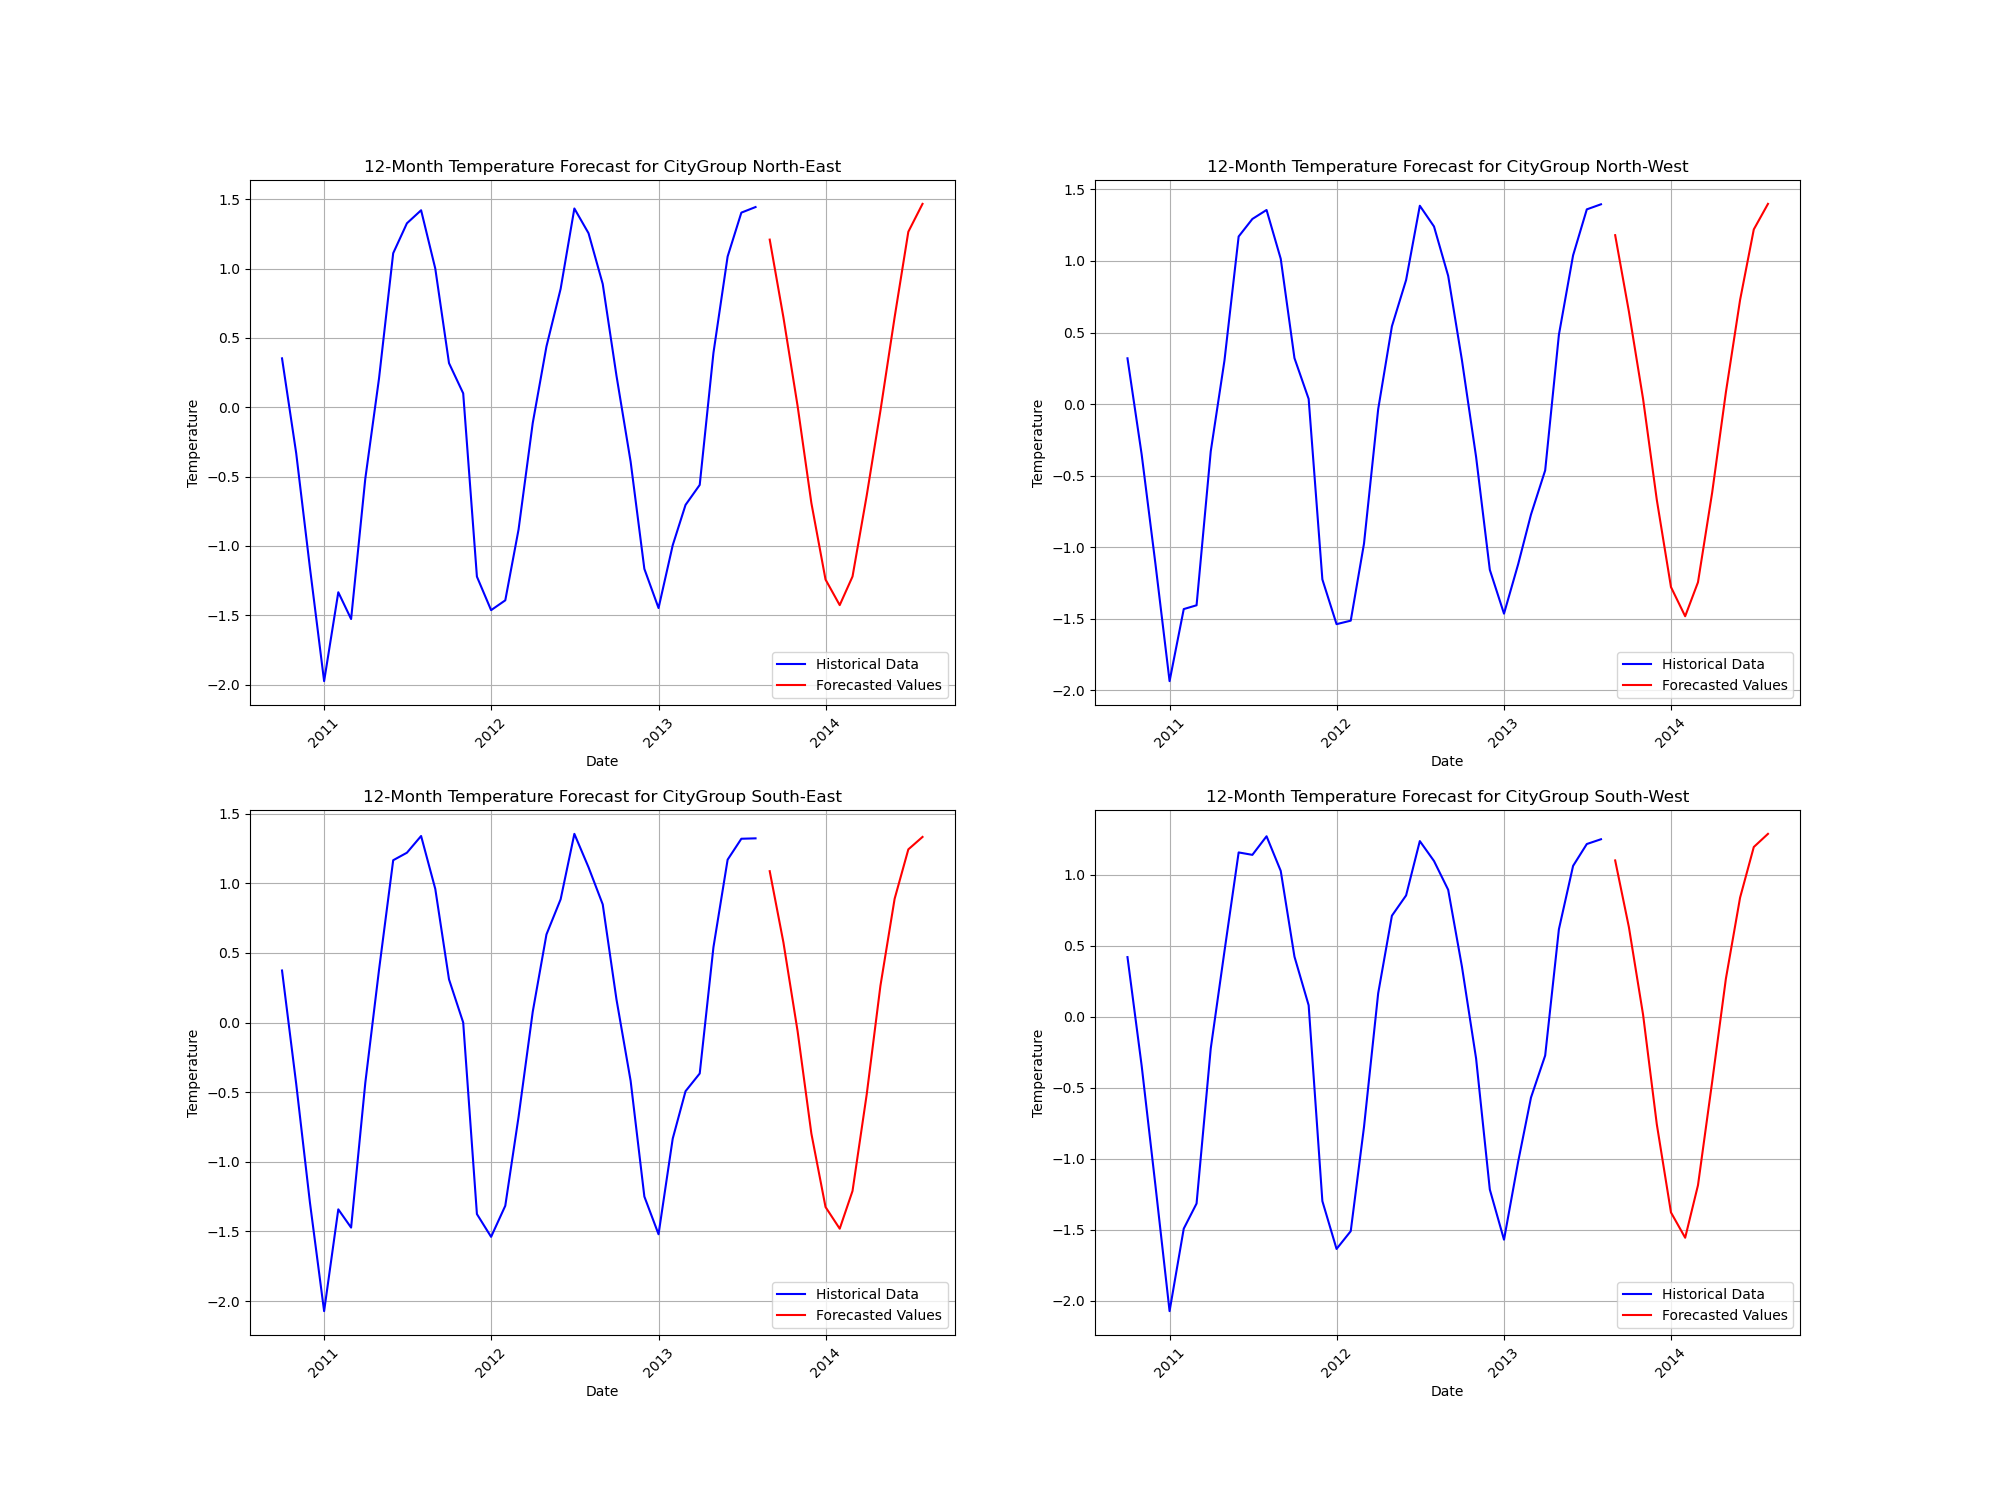 12-Month Temperature Forecast for CityGroup North-East
1.5
1.0
0.5
0.0
−0.5
−1.0
−1.5
−2.0
Temperature
Historical Data
Forecasted Values
2011
2012
2013
2014
Date
12-Month Temperature Forecast for CityGroup North-West
1.5
1.0
0.5
0.0
−0.5
−1.0
−1.5
−2.0
Temperature
Historical Data
Forecasted Values
2011
2012
2013
2014
Date
12-Month Temperature Forecast for CityGroup South-East
1.5
1.0
0.5
0.0
−0.5
−1.0
−1.5
−2.0
Temperature
Historical Data
Forecasted Values
2011
2012
2013
2014
Date
12-Month Temperature Forecast for CityGroup South-West
1.0
0.5
0.0
−0.5
−1.0
−1.5
−2.0
Temperature
Historical Data
Forecasted Values
2011
2012
2013
2014
Date